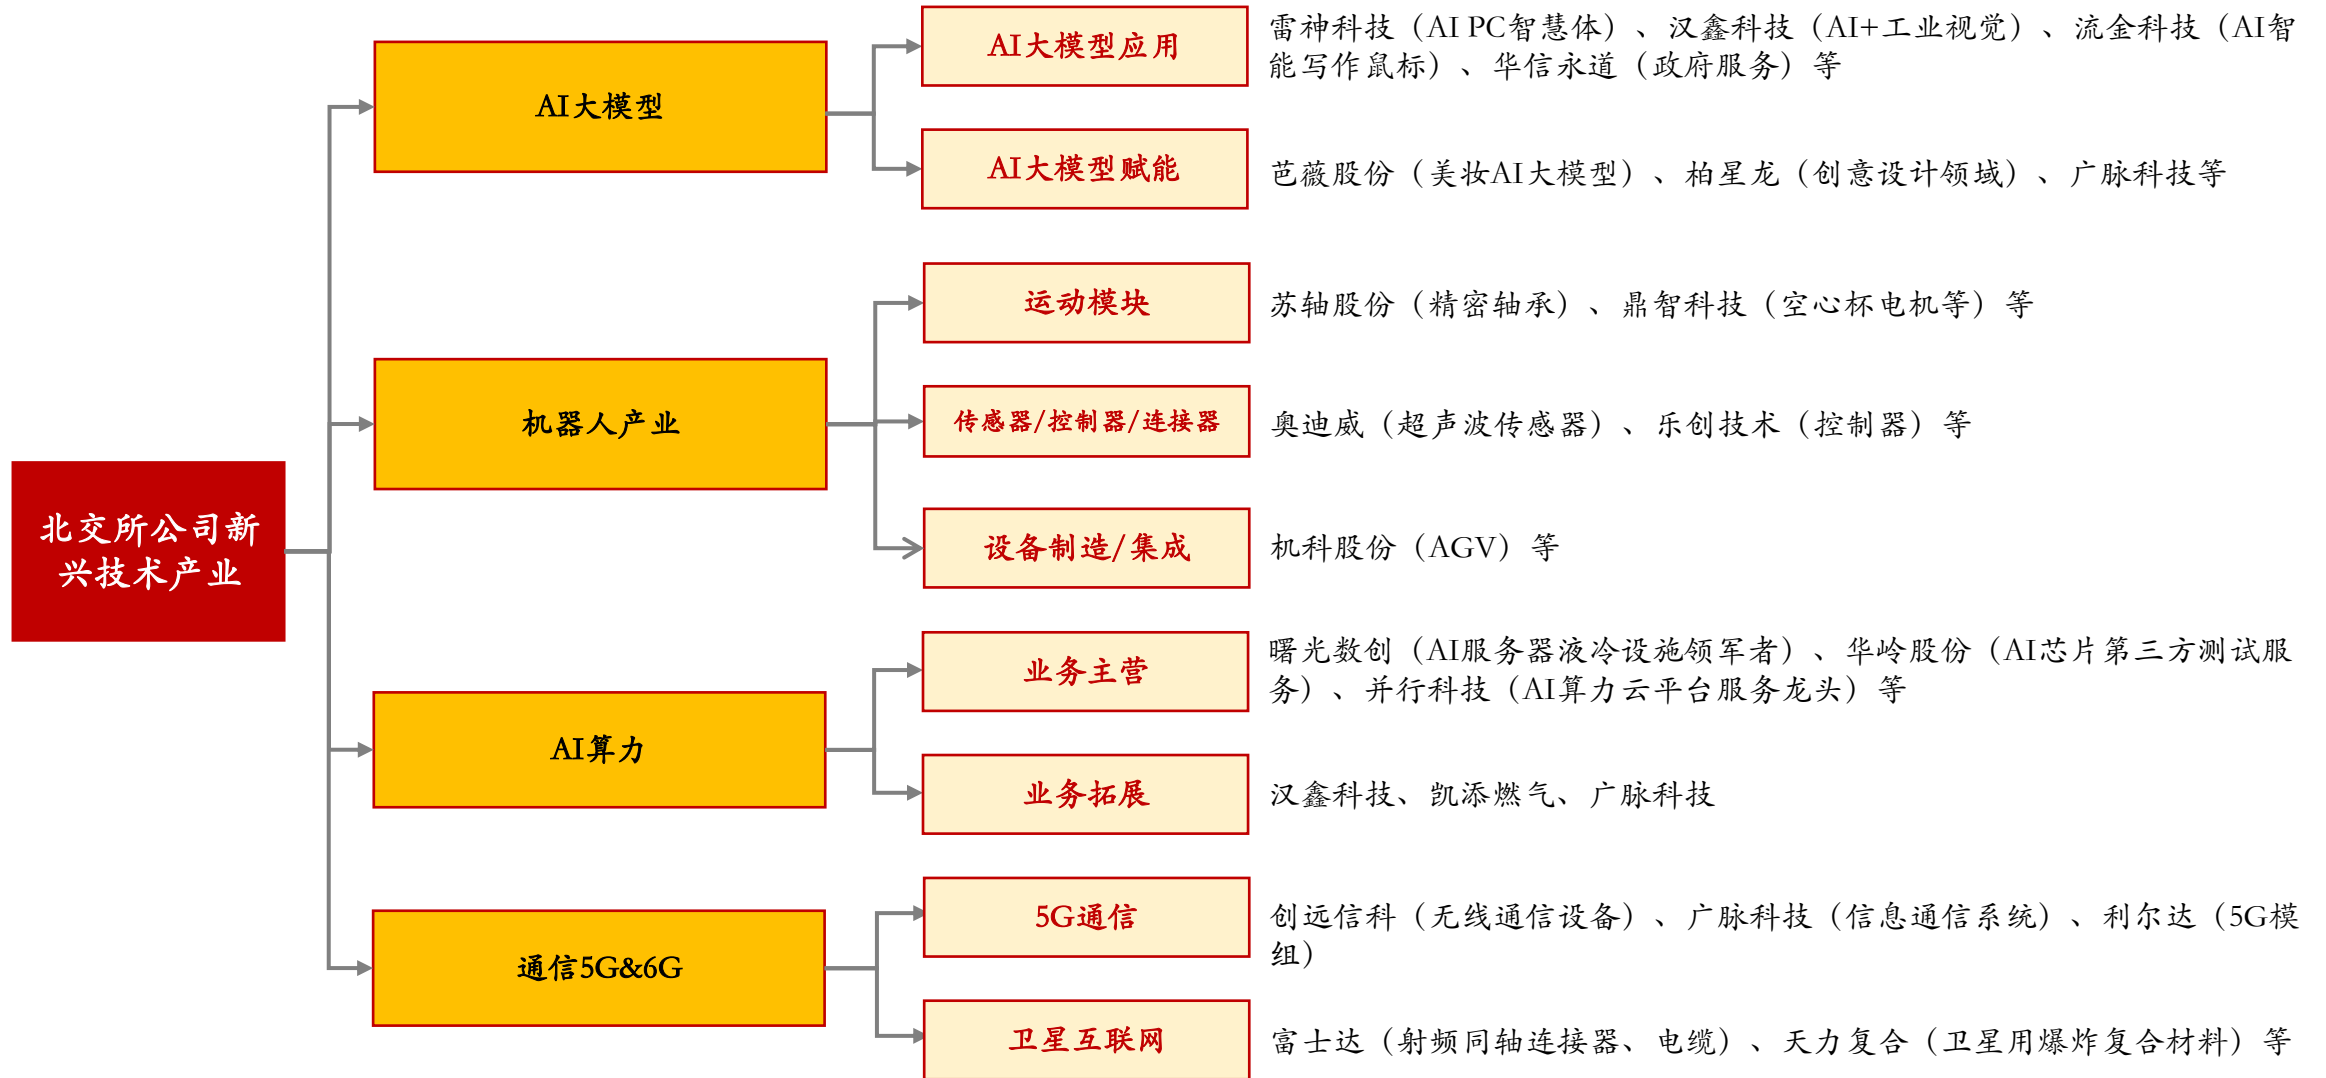 AI大模型应用
雷神科技（AI PC智慧体）、汉鑫科技（AI+工业视觉）、流金科技（AI智
能写作鼠标）、华信永道（政府服务）等
AI大模型
AI大模型赋能
芭薇股份（美妆AI大模型）、柏星龙（创意设计领域）、广脉科技等
运动模块
苏轴股份（精密轴承）、鼎智科技（空心杯电机等）等
机器人产业
传感器/控制器/连接器
奥迪威（超声波传感器）、乐创技术（控制器）等
北交所公司新
兴技术产业
设备制造/集成
机科股份（AGV）等
业务主营
曙光数创（AI服务器液冷设施领军者）、华岭股份（AI芯片第三方测试服
务）、并行科技（AI算力云平台服务龙头）等
AI算力
业务拓展
汉鑫科技、凯添燃气、广脉科技
5G通信
创远信科（无线通信设备）、广脉科技（信息通信系统）、利尔达（5G模
组）
通信5G&6G
卫星互联网
富士达（射频同轴连接器、电缆）、天力复合（卫星用爆炸复合材料）等